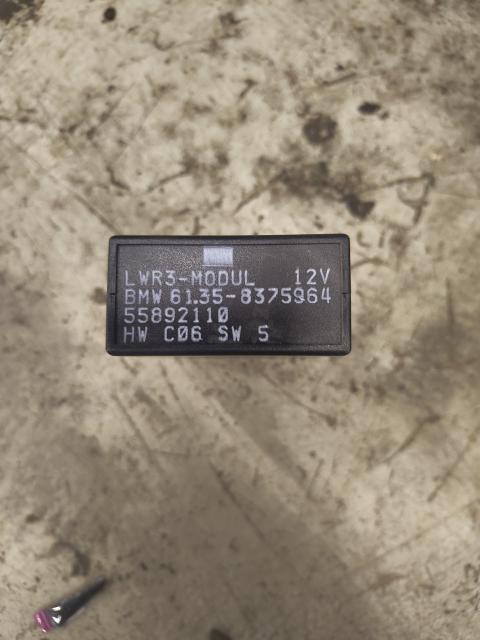 LWR3-MODUL 12V
BMW 61.35-8375964
55892110
HW C06 SW 5